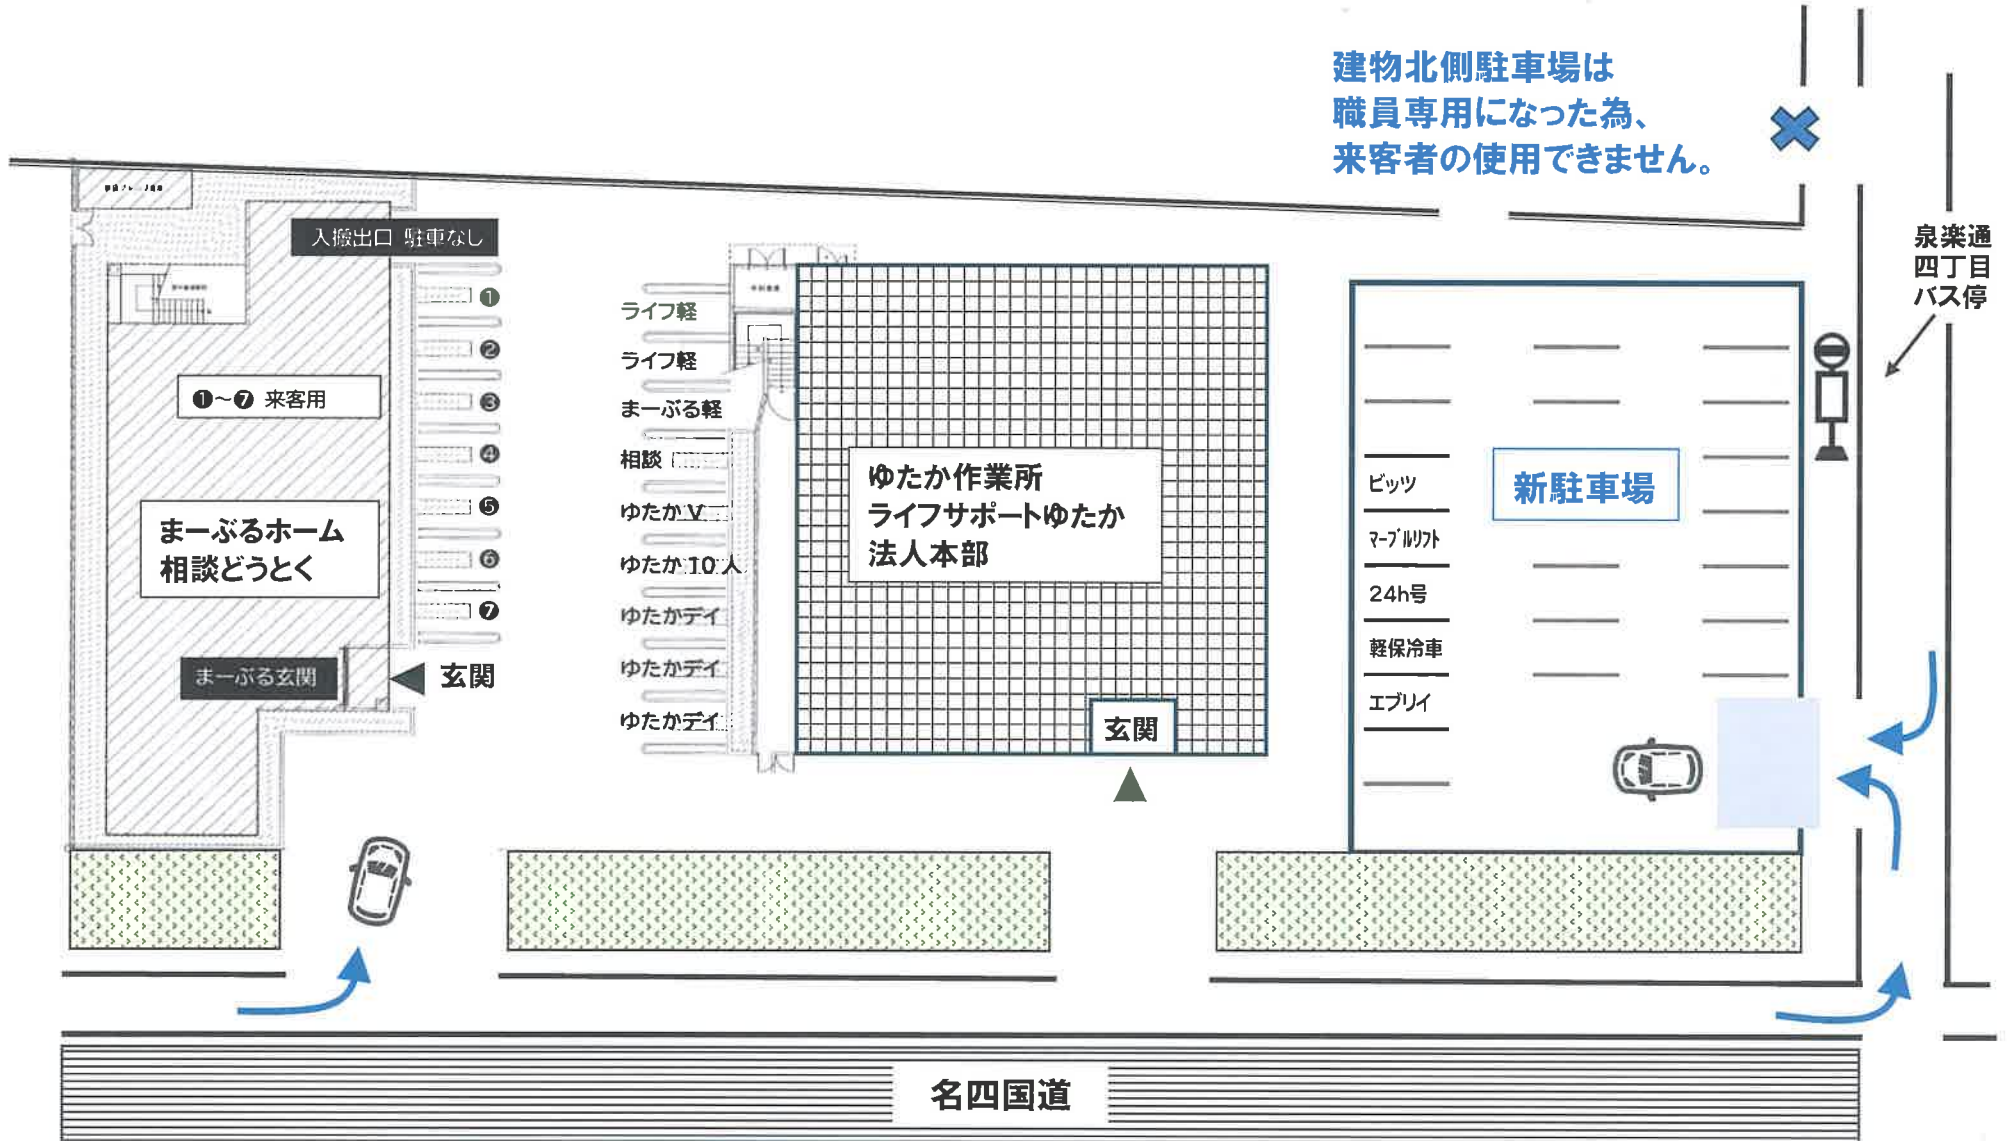 建物北側駐車場は
職員専用になった為、
来客者の使用できません。
泉楽通
四丁目
バス停
入搬出口 駐車なし
❶
❷
❸
❹
❺
❻
❼
❶～❼ 来客用
まーぶるホーム
相談どうとく
まーぶる玄関
玄関
ライフ軽
ライフ軽
まーぶる軽
相談
ゆたかV
ゆたか10人
ゆたかデイ
ゆたかデイ
ゆたかデイ
ゆたか作業所
ライフサポートゆたか
法人本部
玄関
新駐車場
ビッツ
マーブルリフト
24h号
軽保冷車
エブリイ
名四国道